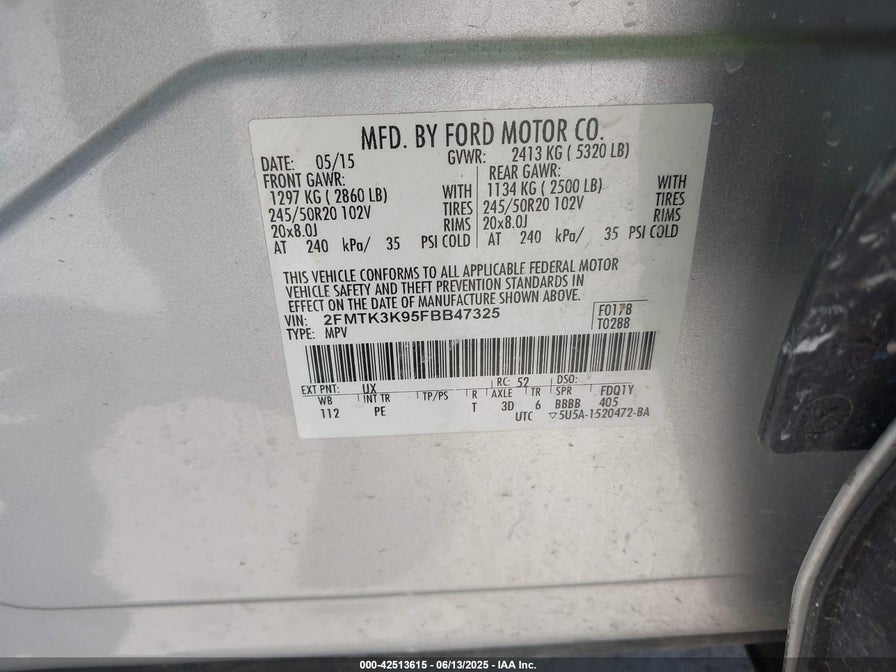 MFD. BY FORD MOTOR CO.
DATE: 05/15 GVWR: 2413 KG ( 5320 LB)
FRONT GAWR: REAR GAWR:
1297 KG ( 2860 LB) WITH 1134 KG ( 2500 LB) WITH
245/50R20 102V TIRES 245/50R20 102V TIRES
20x8.0J RIMS 20x8.0J RIMS
AT 240 kPa/ 35 PSI COLD AT 240 kPa/ 35 PSI COLD
THIS VEHICLE CONFORMS TO ALL APPLICABLE FEDERAL MOTOR
VEHICLE SAFETY AND THEFT PREVENTION STANDARDS IN
EFFECT ON THE DATE OF MANUFACTURE SHOWN ABOVE.
VIN: 2FMTK3K95FBB47325 F0178
TYPE: MPV T0288
EXT PNT: UX RC: 52 DSO:
WB INT TR TP/PS R AXLE TR SPR FDQ1Y
112 PE T 3D 6 BBBB 405
UTC ▽5U5A-1520472-BA
000-42513615 - 06/13/2025 - IAA Inc.